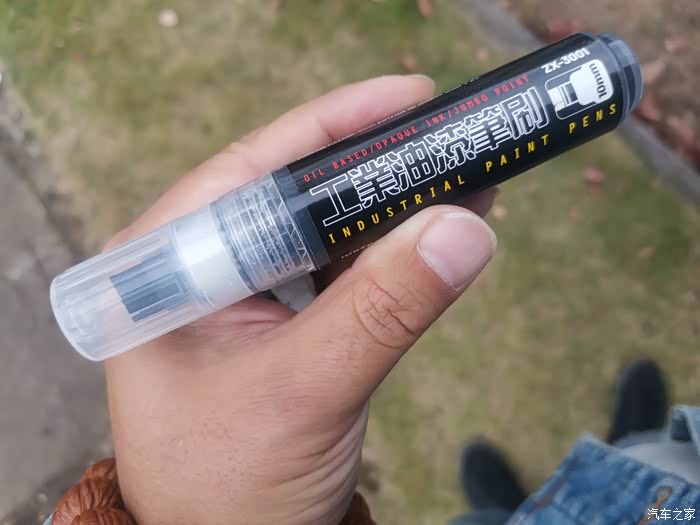 ZX-3001
10mm
OIL BASED/OPAQUE INK/JUMBO POINT
工業油漆筆刷
INDUSTRIAL PAINT PENS
汽车之家